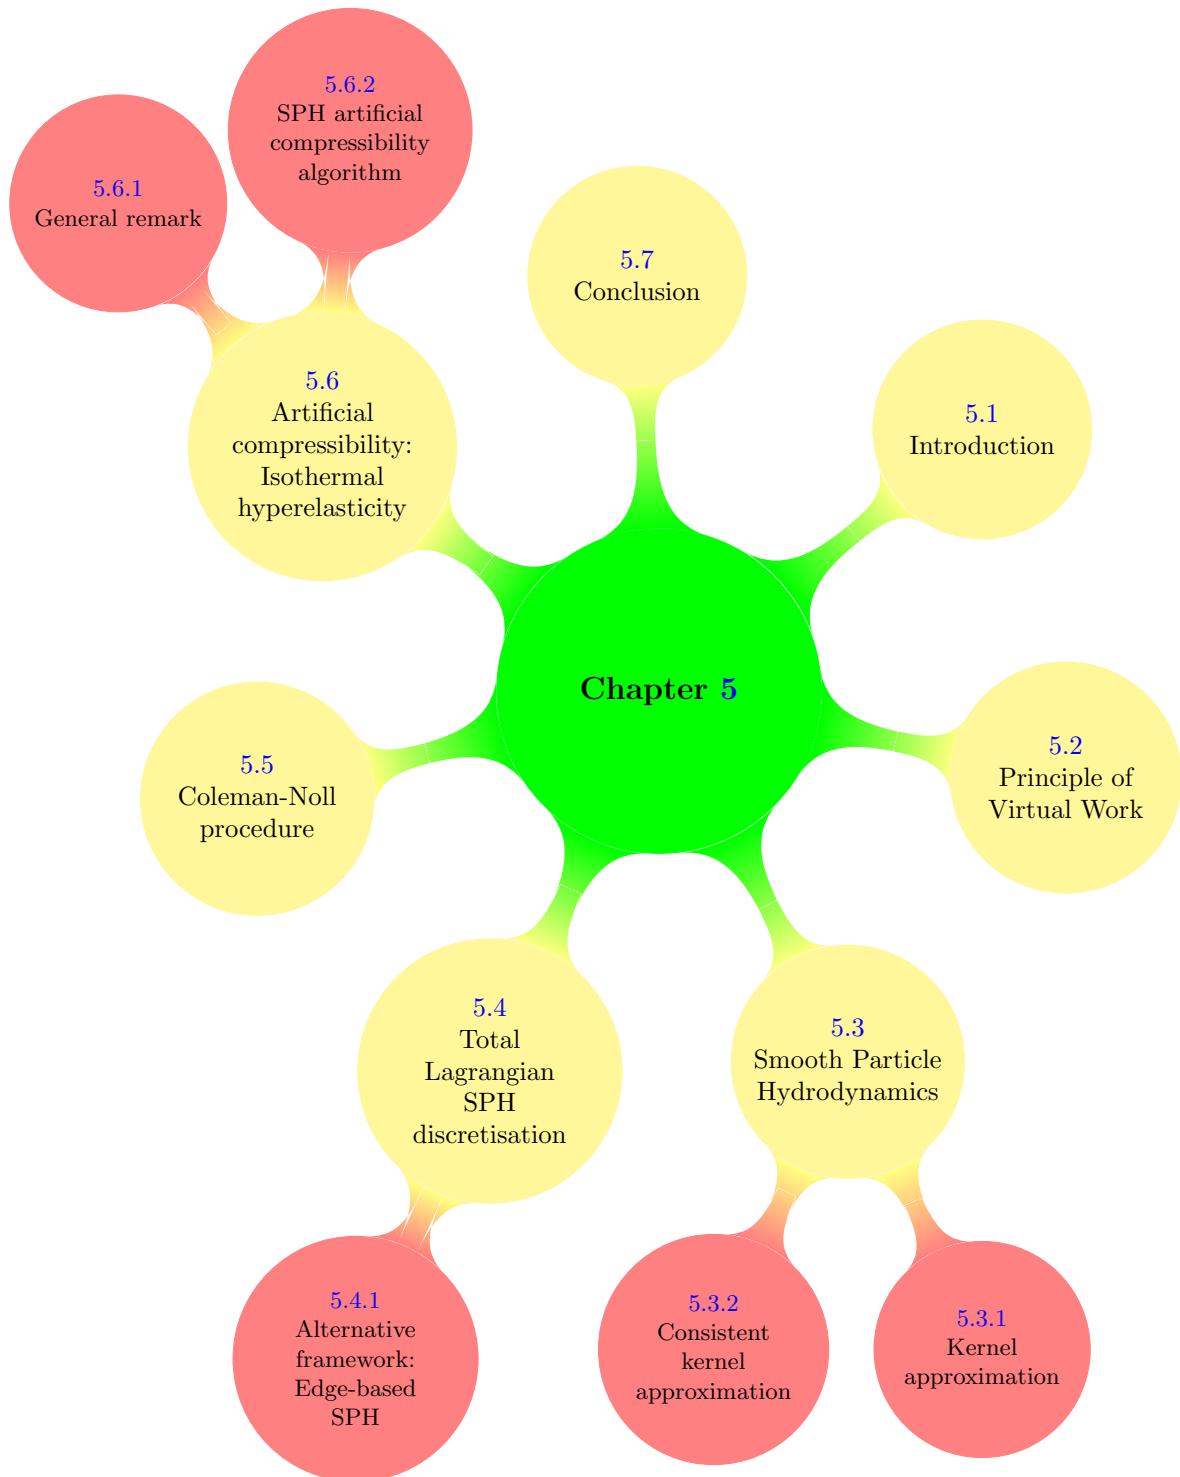 5.6.2
SPH artificial
compressibility
algorithm
5.6.1
General remark
5.7
Conclusion
5.6
Artificial
compressibility:
Isothermal
hyperelasticity
5.1
Introduction
Chapter 5
5.5
Coleman-Noll
procedure
5.2
Principle of
Virtual Work
5.4
Total
Lagrangian
SPH
discretisation
5.3
Smooth Particle
Hydrodynamics
5.4.1
Alternative
framework:
Edge-based
SPH
5.3.2
Consistent
kernel
approximation
5.3.1
Kernel
approximation